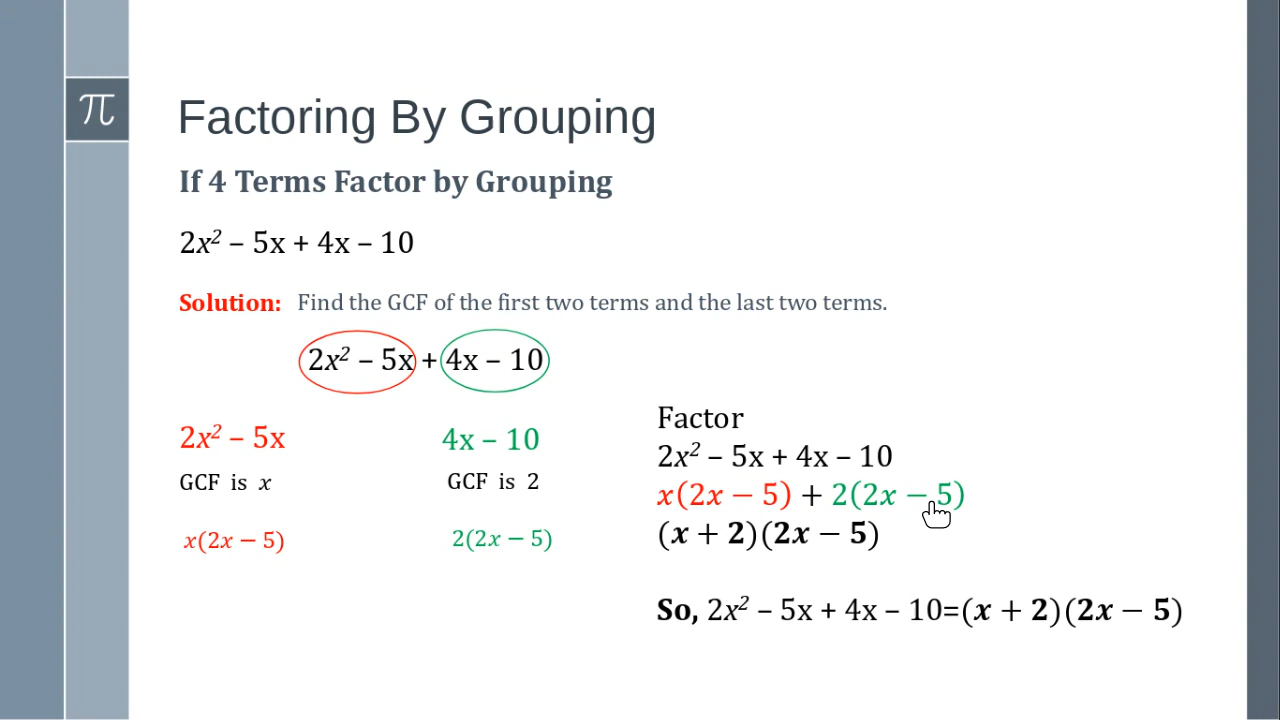 π
Factoring By Grouping
If 4 Terms Factor by Grouping
2x² – 5x + 4x – 10
Solution: Find the GCF of the first two terms and the last two terms.
2x² – 5x + 4x – 10
2x² – 5x
GCF is x
x(2x − 5)
4x – 10
GCF is 2
2(2x − 5)
Factor
2x² – 5x + 4x – 10
x(2x − 5) + 2(2x − 5)
(x + 2)(2x − 5)
So, 2x² – 5x + 4x – 10=(x + 2)(2x − 5)